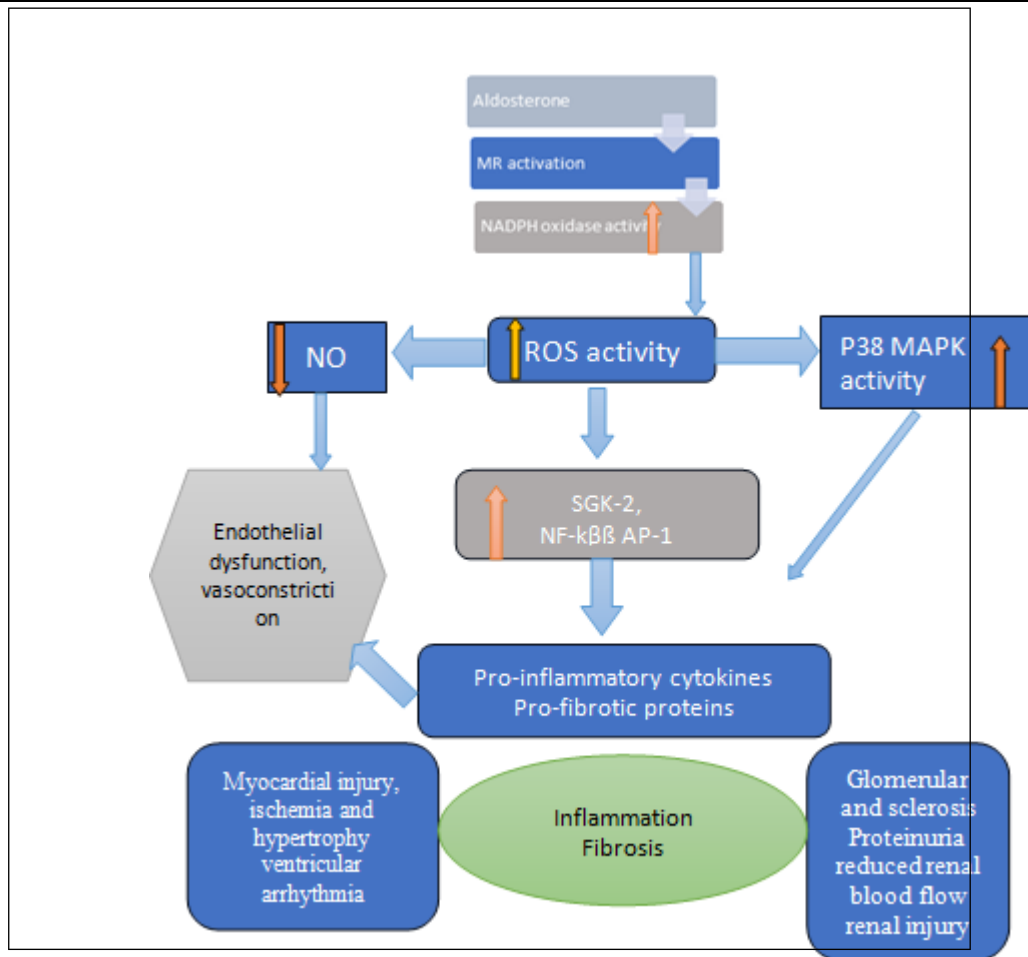 Aldosterone
MR activation
NADPH oxidase activity
NO
ROS activity
P38 MAPK
activity
SGK-2,
NF-kβß AP-1
Endothelial
dysfunction,
vasoconstricti
on
Pro-inflammatory cytokines
Pro-fibrotic proteins
Myocardial injury,
ischemia and
hypertrophy
ventricular
arrhythmia
Inflammation
Fibrosis
Glomerular
and sclerosis
Proteinuria
reduced renal
blood flow
renal injury